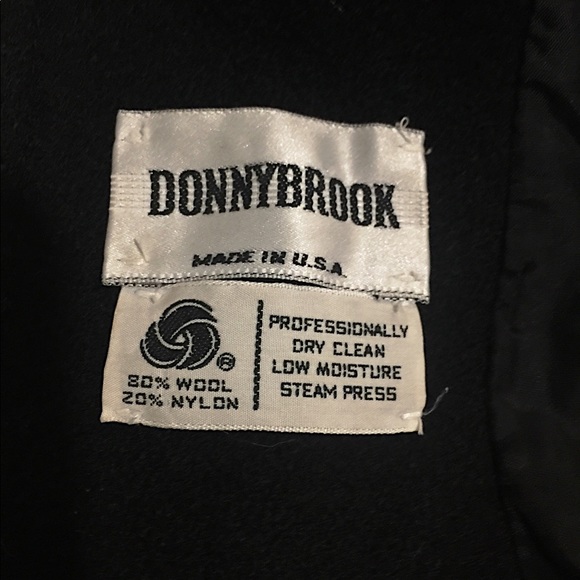 DONNYBROOK
MADE IN U.S.A.
®
80% WOOL
20% NYLON
PROFESSIONALLY
DRY CLEAN
LOW MOISTURE
STEAM PRESS